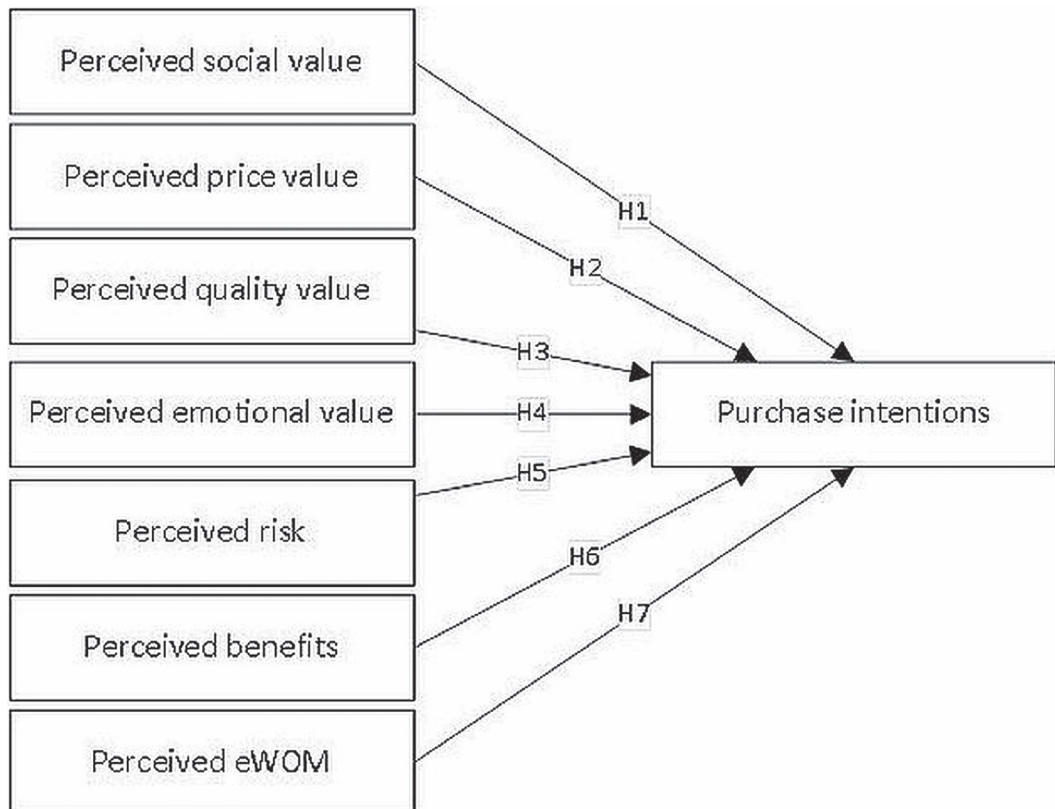 Perceived social value
Perceived price value
Perceived quality value
Perceived emotional value
Perceived risk
Perceived benefits
Perceived eWOM
H1
H2
H3
H4
H5
H6
H7
Purchase intentions